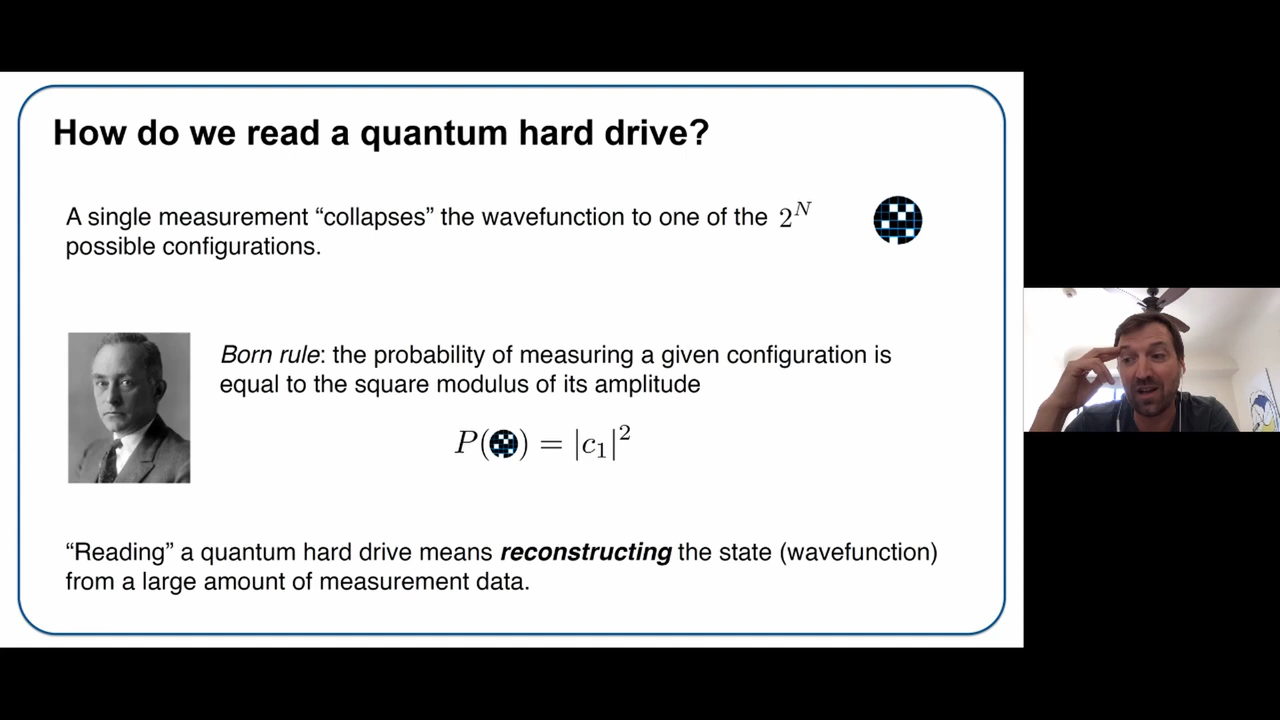 How do we read a quantum hard drive?
A single measurement “collapses” the wavefunction to one of the 2^N
possible configurations.
Born rule: the probability of measuring a given configuration is
equal to the square modulus of its amplitude
P( ) = |c₁|²
“Reading” a quantum hard drive means reconstructing the state (wavefunction)
from a large amount of measurement data.